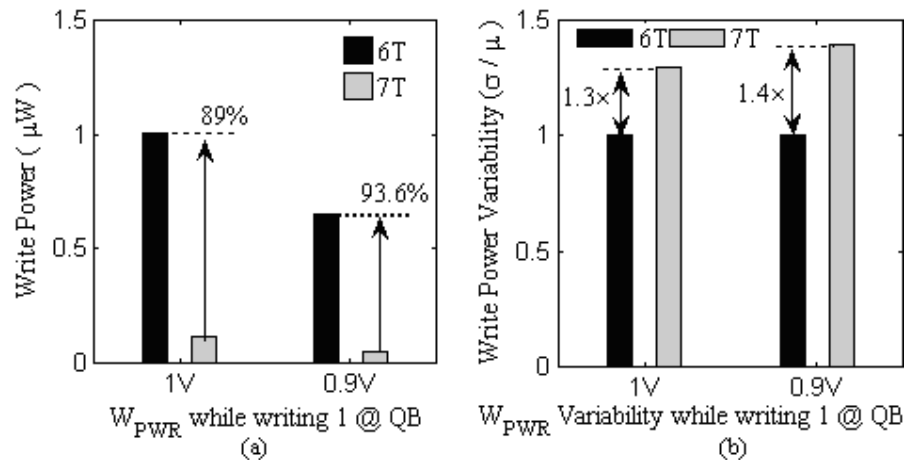 Write Power ( μW )
1.5
1
0.5
0
6T
7T
89%
93.6%
1V
0.9V
W_PWR while writing 1 @ QB
(a)
Write Power Variability (σ / μ)
1.5
1
0.5
0
6T
7T
1.3×
1.4×
1V
0.9V
W_PWR Variability while writing 1 @ QB
(b)